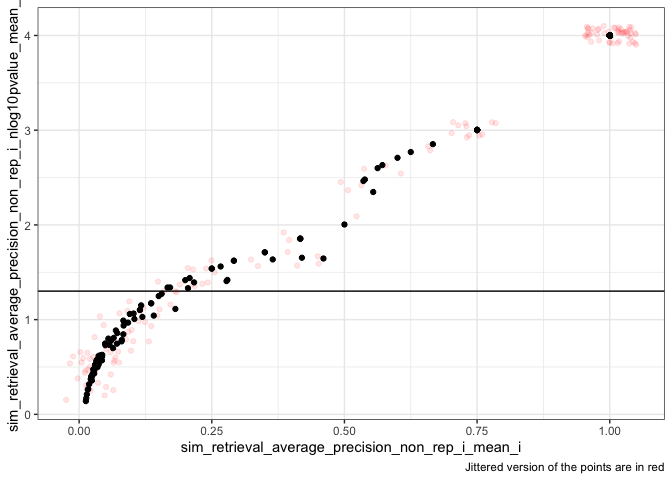 sim_retrieval_average_precision_non_rep_i_nlog10pvalue_mean_
4
3
2
1
0
0.00 0.25 0.50 0.75 1.00
sim_retrieval_average_precision_non_rep_i_mean_i
Jittered version of the points are in red